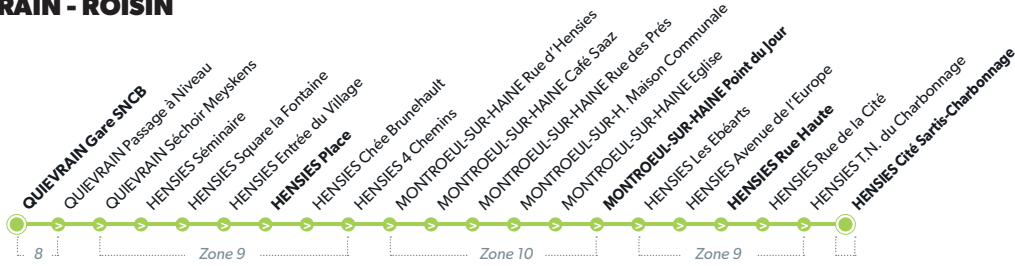 RAIN - ROISIN
QUIEVRAIN Gare SNCB
QUIEVRAIN Passage à Niveau
QUIEVRAIN Séchoir Meyskens
HENSIES Séminaire
HENSIES Square la Fontaine
HENSIES Entrée du Village
HENSIES Place
HENSIES Chée Brunehault
HENSIES 4 Chemins
MONTROEUL-SUR-HAINE Rue d'Hensies
MONTROEUL-SUR-HAINE Café Saaz
MONTROEUL-SUR-HAINE Rue des Prés
MONTROEUL-SUR-H. Maison Communale
MONTROEUL-SUR-HAINE Eglise
MONTROEUL-SUR-HAINE Point du Jour
HENSIES Les Ebéarts
HENSIES Avenue de l'Europe
HENSIES Rue Haute
HENSIES Rue de la Cité
HENSIES T.N. du Charbonnage
HENSIES Cité Sartis-Charbonnage
8
Zone 9
Zone 10
Zone 9